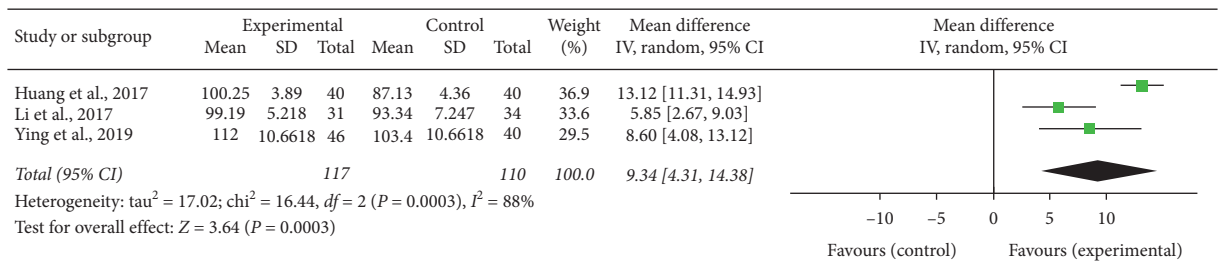 Study or subgroup Experimental Control Weight (%) Mean difference IV, random, 95% CI Mean difference IV, random, 95% CI
Mean SD Total Mean SD Total
Huang et al., 2017 100.25 3.89 40 87.13 4.36 40 36.9 13.12 [11.31, 14.93]
Li et al., 2017 99.19 5.218 31 93.34 7.247 34 33.6 5.85 [2.67, 9.03]
Ying et al., 2019 112 10.6618 46 103.4 10.6618 40 29.5 8.60 [4.08, 13.12]
Total (95% CI) 117 110 100.0 9.34 [4.31, 14.38]
Heterogeneity: tau² = 17.02; chi² = 16.44, df = 2 (P = 0.0003), I² = 88%
Test for overall effect: Z = 3.64 (P = 0.0003)
–10 –5 0 5 10
Favours (control) Favours (experimental)